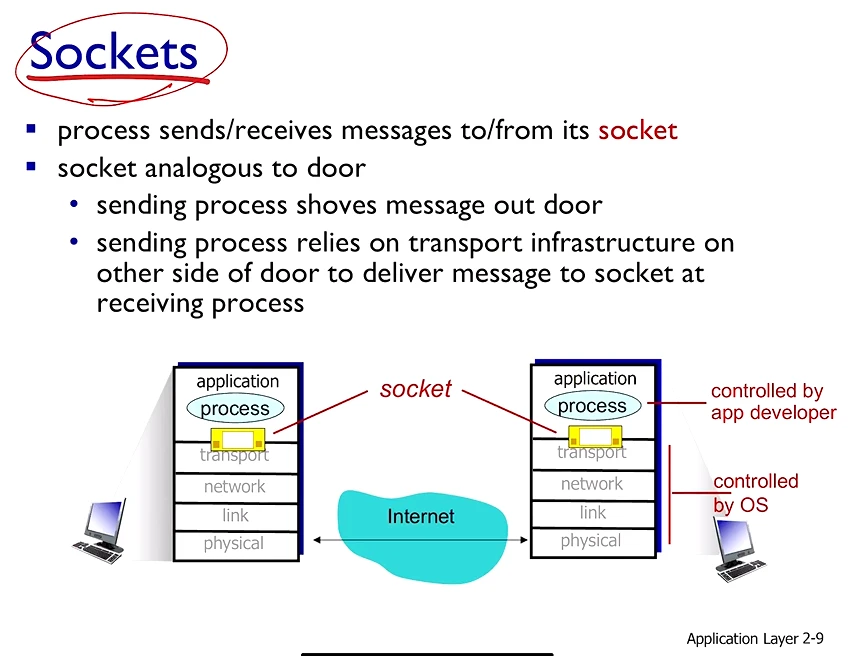 Sockets
process sends/receives messages to/from its socket
socket analogous to door
sending process shoves message out door
sending process relies on transport infrastructure on
other side of door to deliver message to socket at
receiving process
application
process
transport
network
link
physical
socket
Internet
application
process
transport
network
link
physical
controlled by
app developer
controlled
by OS
Application Layer 2-9